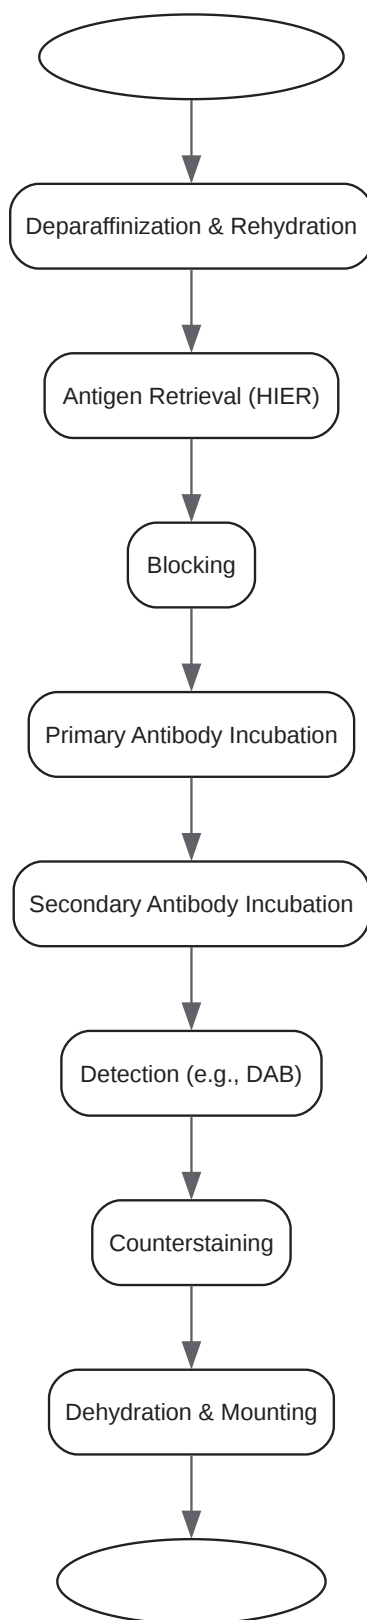 Deparaffinization & Rehydration
Antigen Retrieval (HIER)
Blocking
Primary Antibody Incubation
Secondary Antibody Incubation
Detection (e.g., DAB)
Counterstaining
Dehydration & Mounting